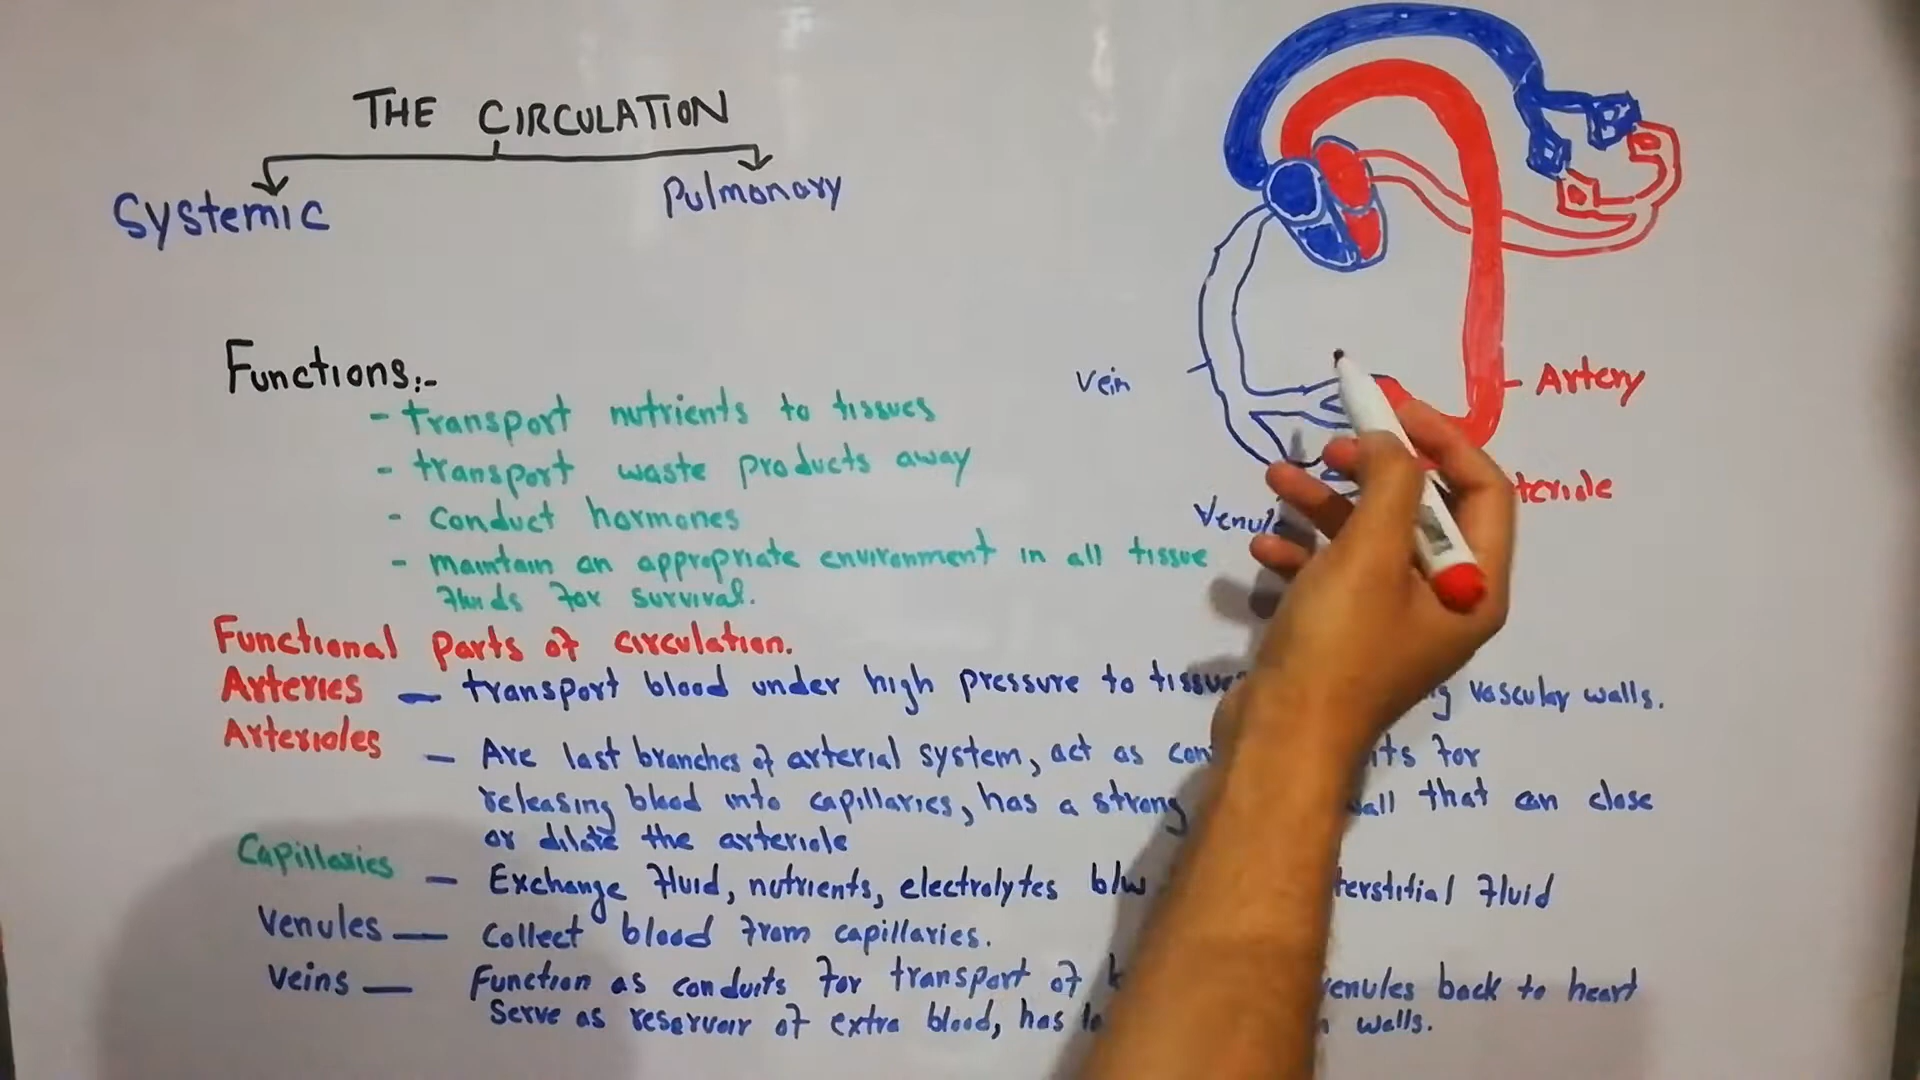 THE CIRCULATION
Systemic
Pulmonary
Functions:-
- transport nutrients to tissues
- transport waste products away
- conduct hormones
- maintain an appropriate environment in all tissue
fluids for survival.
Functional parts of circulation.
Arteries — transport blood under high pressure to vascular walls.
Arterioles — Are last branches of arterial system, act as for
releasing blood into capillaries, has a strong that can close
or dilate the arteriole
Capillaries — Exchange fluid, nutrients, electrolytes b/w fluid
Venules — Collect blood from capillaries.
Veins — Function as conduits for transport of venules back to heart
Serve as reservoir of extra blood, has walls.
Vein
Artery